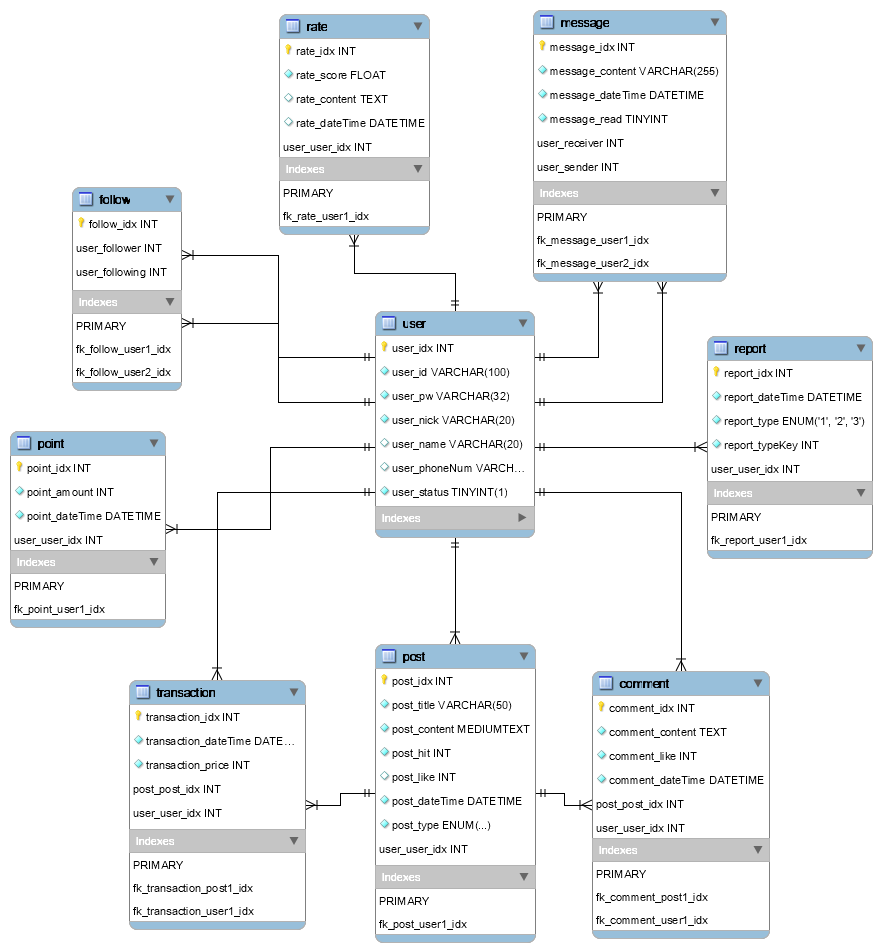 rate
rate_idx INT
rate_score FLOAT
rate_content TEXT
rate_dateTime DATETIME
user_user_idx INT
Indexes
PRIMARY
fk_rate_user1_idx
message
message_idx INT
message_content VARCHAR(255)
message_dateTime DATETIME
message_read TINYINT
user_receiver INT
user_sender INT
Indexes
PRIMARY
fk_message_user1_idx
fk_message_user2_idx
follow
follow_idx INT
user_follower INT
user_following INT
Indexes
PRIMARY
fk_follow_user1_idx
fk_follow_user2_idx
user
user_idx INT
user_id VARCHAR(100)
user_pw VARCHAR(32)
user_nick VARCHAR(20)
user_name VARCHAR(20)
user_phoneNum VARCH...
user_status TINYINT(1)
Indexes
report
report_idx INT
report_dateTime DATETIME
report_type ENUM('1', '2', '3')
report_typeKey INT
user_user_idx INT
Indexes
PRIMARY
fk_report_user1_idx
point
point_idx INT
point_amount INT
point_dateTime DATETIME
user_user_idx INT
Indexes
PRIMARY
fk_point_user1_idx
transaction
transaction_idx INT
transaction_dateTime DATE...
transaction_price INT
post_post_idx INT
user_user_idx INT
Indexes
PRIMARY
fk_transaction_post1_idx
fk_transaction_user1_idx
post
post_idx INT
post_title VARCHAR(50)
post_content MEDIUMTEXT
post_hit INT
post_like INT
post_dateTime DATETIME
post_type ENUM(...)
user_user_idx INT
Indexes
PRIMARY
fk_post_user1_idx
comment
comment_idx INT
comment_content TEXT
comment_like INT
comment_dateTime DATETIME
post_post_idx INT
user_user_idx INT
Indexes
PRIMARY
fk_comment_post1_idx
fk_comment_user1_idx